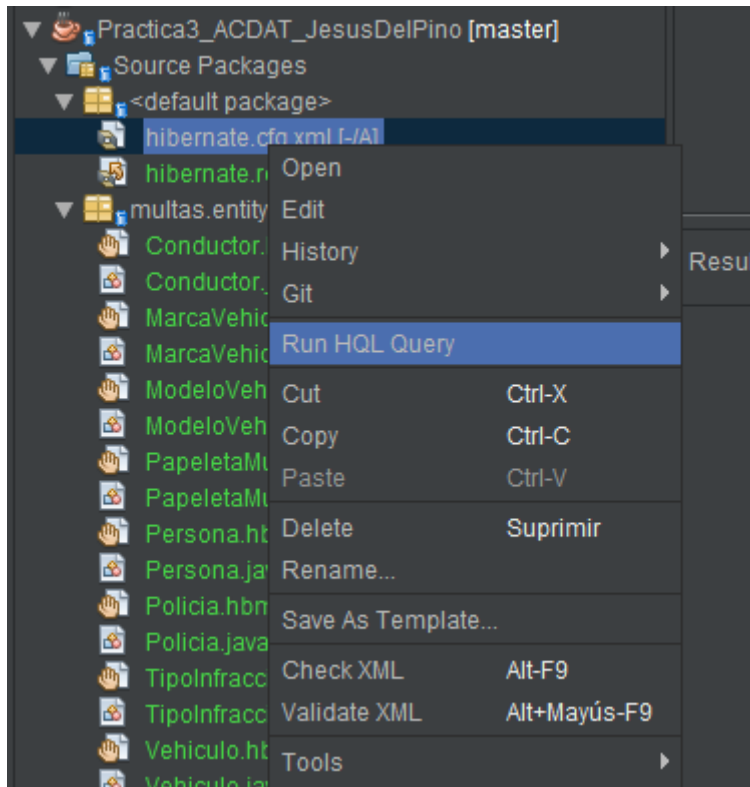 Practica3_ACDAT_JesusDelPino [master]
Source Packages
<default package>
hibernate.cfg.xml [-/A]
hibernate.r
Open
multas.entity
Edit
Conductor.
History
Resu
Conductor.
Git
MarcaVehic
MarcaVehic
Run HQL Query
ModeloVeh
Cut Ctrl-X
ModeloVeh
Copy Ctrl-C
PapeletaMu
Paste Ctrl-V
PapeletaMu
Persona.hb
Delete Suprimir
Persona.jav
Rename...
Policia.hbm
Save As Template...
Policia.java
TipoInfracc
Check XML Alt-F9
TipoInfracc
Validate XML Alt+Mayús-F9
Vehiculo.hb
Tools
Vehiculo.jav